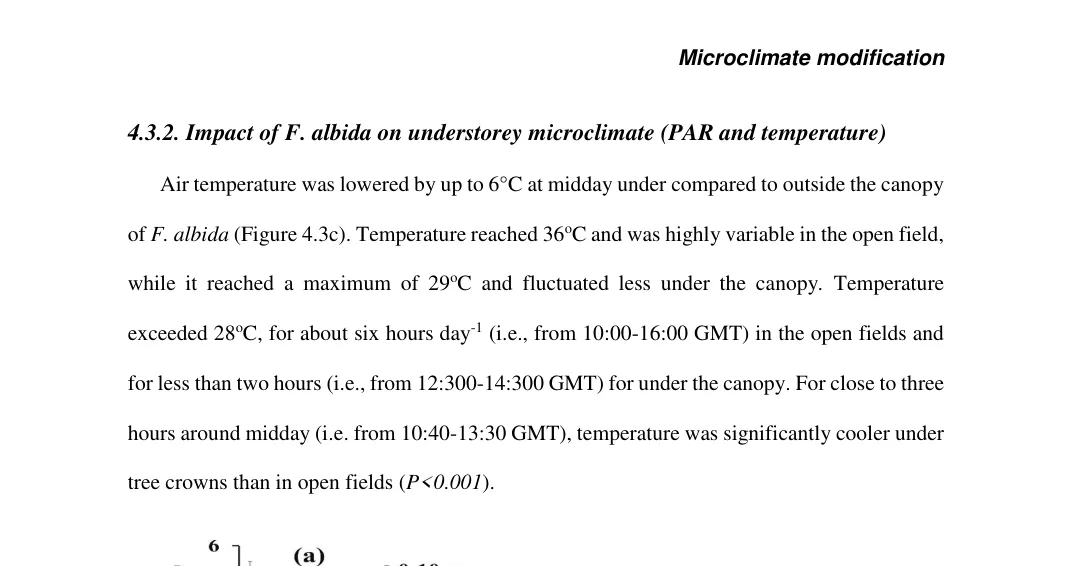 Microclimate modification
4.3.2. Impact of F. albida on understorey microclimate (PAR and temperature)
Air temperature was lowered by up to 6°C at midday under compared to outside the canopy
of F. albida (Figure 4.3c). Temperature reached 36ºC and was highly variable in the open field,
while it reached a maximum of 29ºC and fluctuated less under the canopy. Temperature
exceeded 28ºC, for about six hours day-1 (i.e., from 10:00-16:00 GMT) in the open fields and
for less than two hours (i.e., from 12:300-14:300 GMT) for under the canopy. For close to three
hours around midday (i.e. from 10:40-13:30 GMT), temperature was significantly cooler under
tree crowns than in open fields (P<0.001).
6 (a)